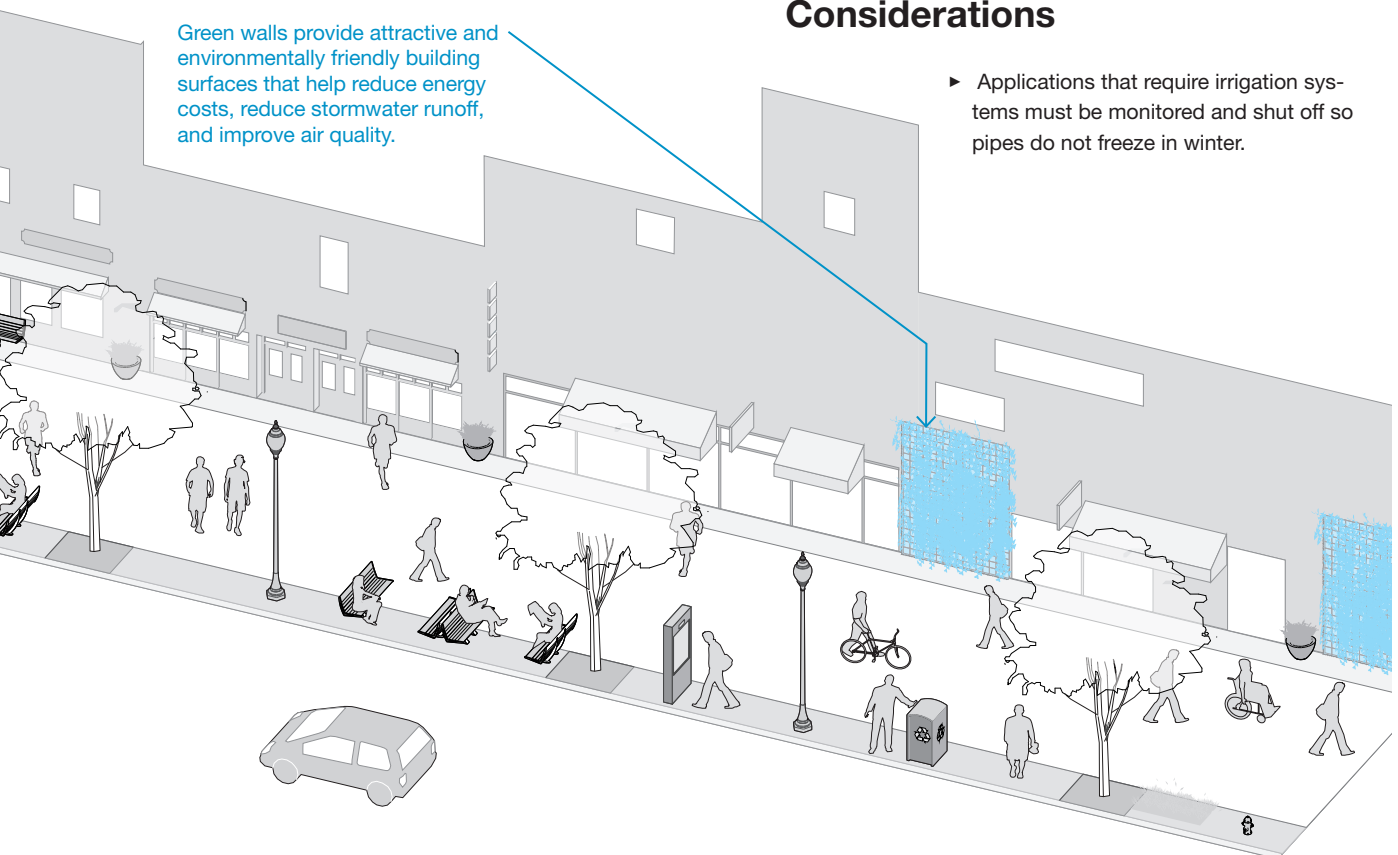 Green walls provide attractive and
environmentally friendly building
surfaces that help reduce energy
costs, reduce stormwater runoff,
and improve air quality.
Considerations
► Applications that require irrigation sys-
tems must be monitored and shut off so
pipes do not freeze in winter.